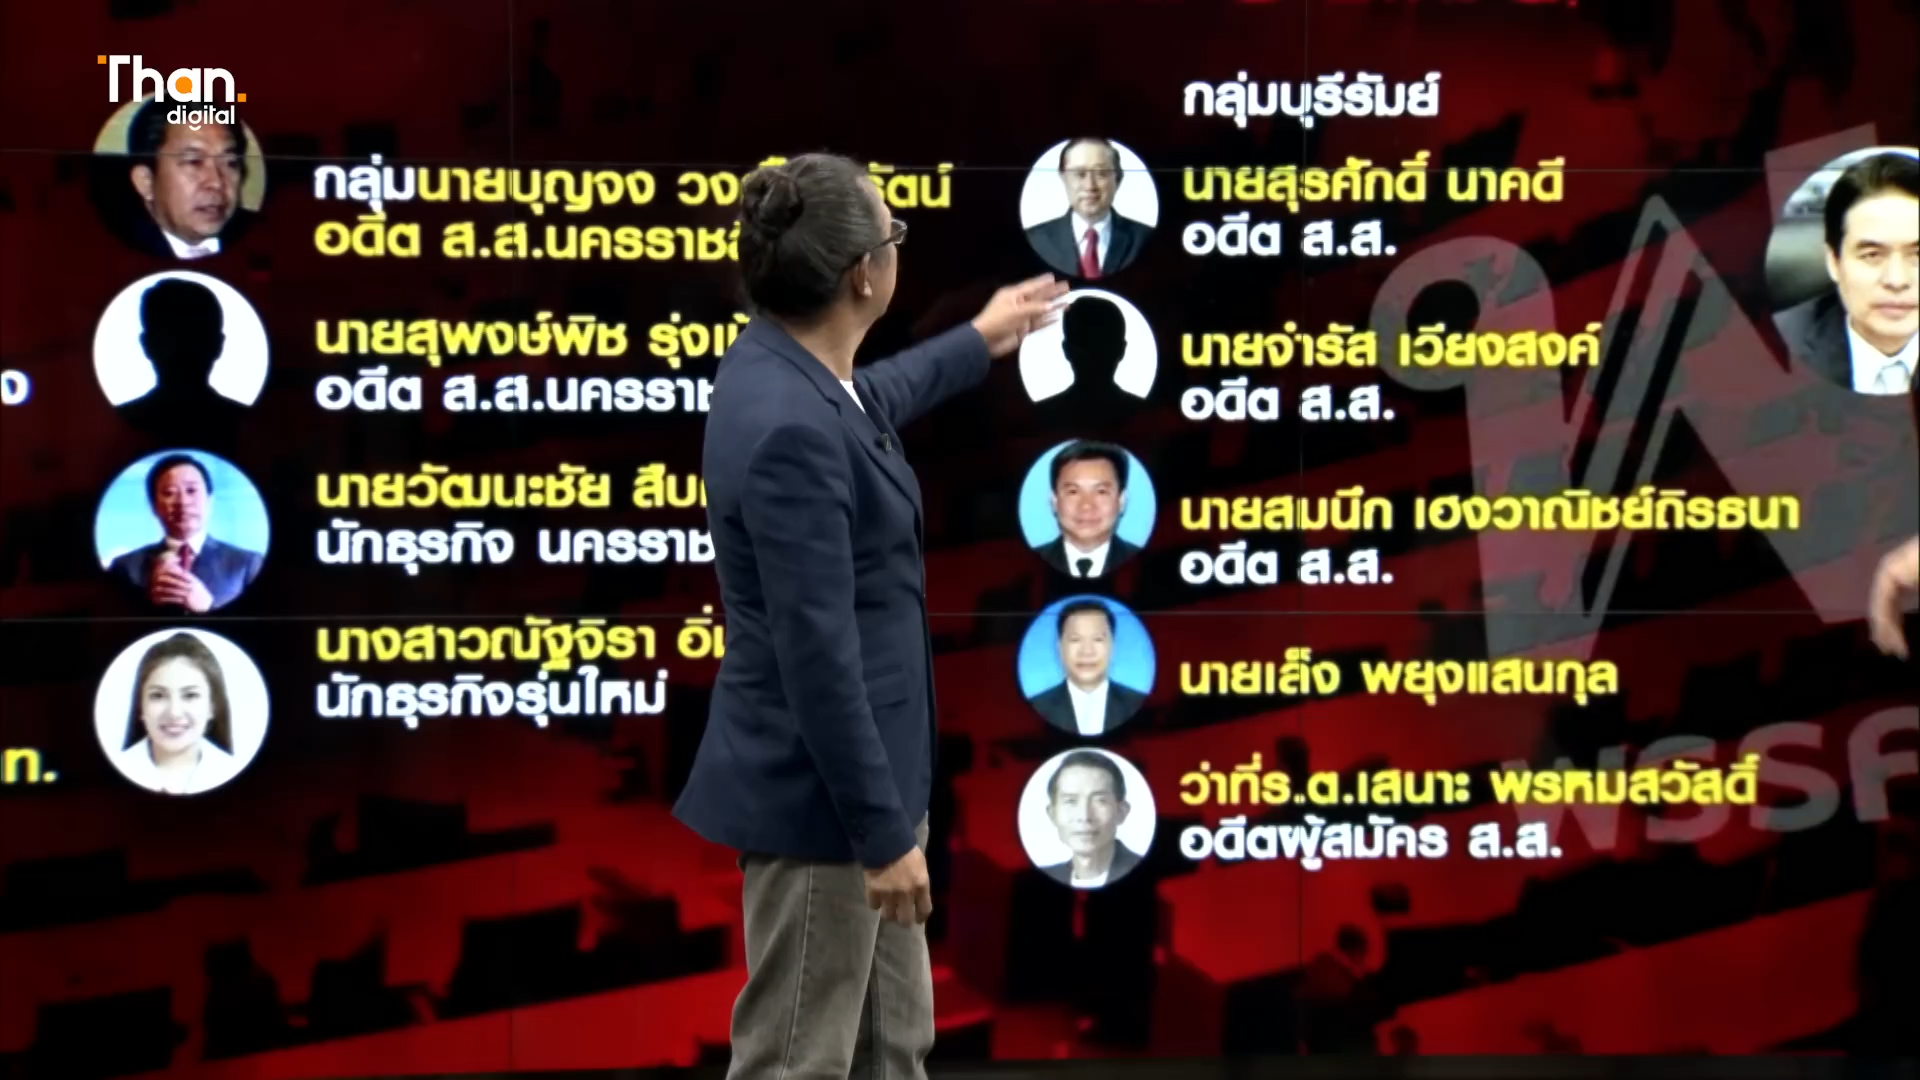 Than.
digital
กลุ่มนายบุญจง
อดีต ส.ส.นครราช
นายสุพงษ์พิช
อดีต ส.ส.นครราช
นายวัฒนะชัย
นักธุรกิจ นครราช
นางสาวณัฐจิรา
นักธุรกิจรุ่นใหม่
กลุ่มบุรีรัมย์
นายสุรศักดิ์ นาคดี
อดีต ส.ส.
นายจำรัส เวียงสงค์
อดีต ส.ส.
นายสมนึก เฮงวาณิชย์ถิรธนา
อดีต ส.ส.
นายเล็ง พยุงแสนกุล
ว่าที่ร.ต.เสนาะ พรหมสวัสดิ์
อดีตผู้สมัคร ส.ส.
พรรค